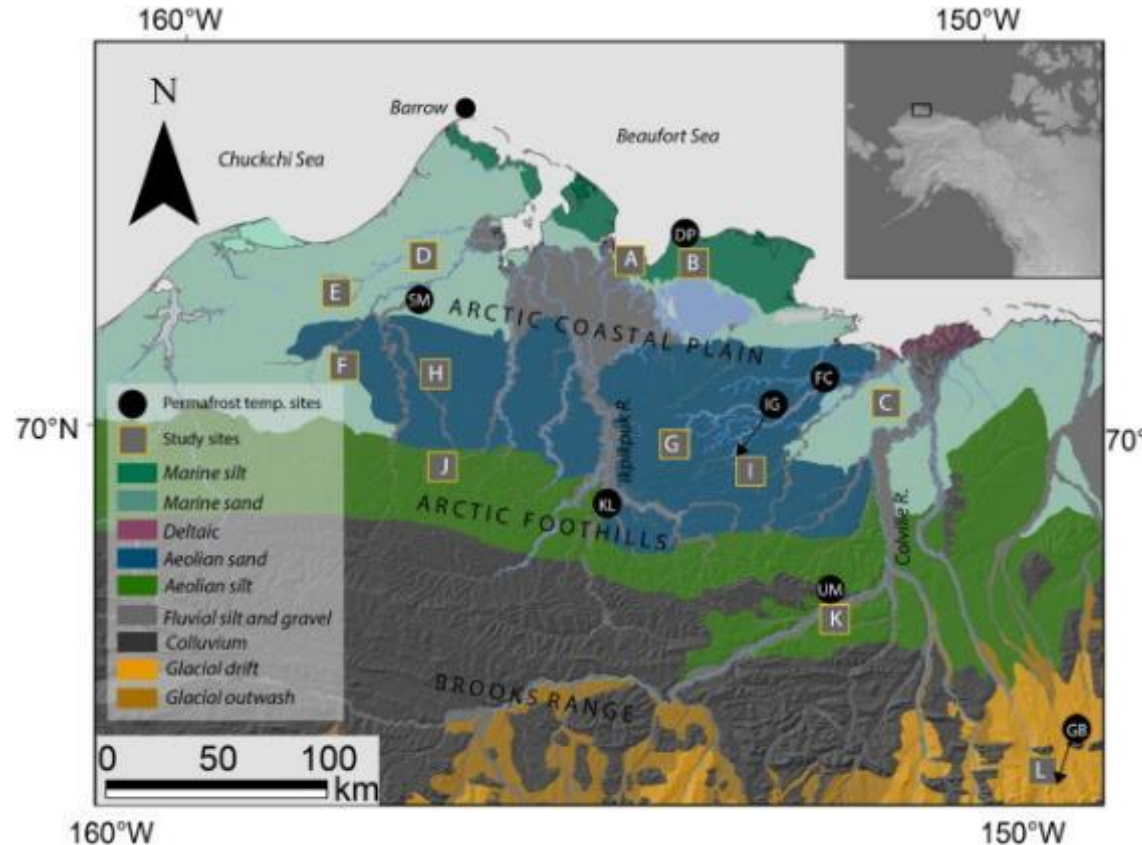 160°W
150°W
N
Barrow
Chuckchi Sea
Beaufort Sea
DP
A
B
D
E
SM
ARCTIC COASTAL PLAIN
F
H
FC
IG
C
70°N
70°
G
I
J
Ikpikpuk R.
KL
ARCTIC FOOTHILLS
Colville R.
UM
K
BROOKS RANGE
GB
L
Permafrost temp. sites
Study sites
Marine silt
Marine sand
Deltaic
Aeolian sand
Aeolian silt
Fluvial silt and gravel
Colluvium
Glacial drift
Glacial outwash
0 50 100
km
160°W
150°W